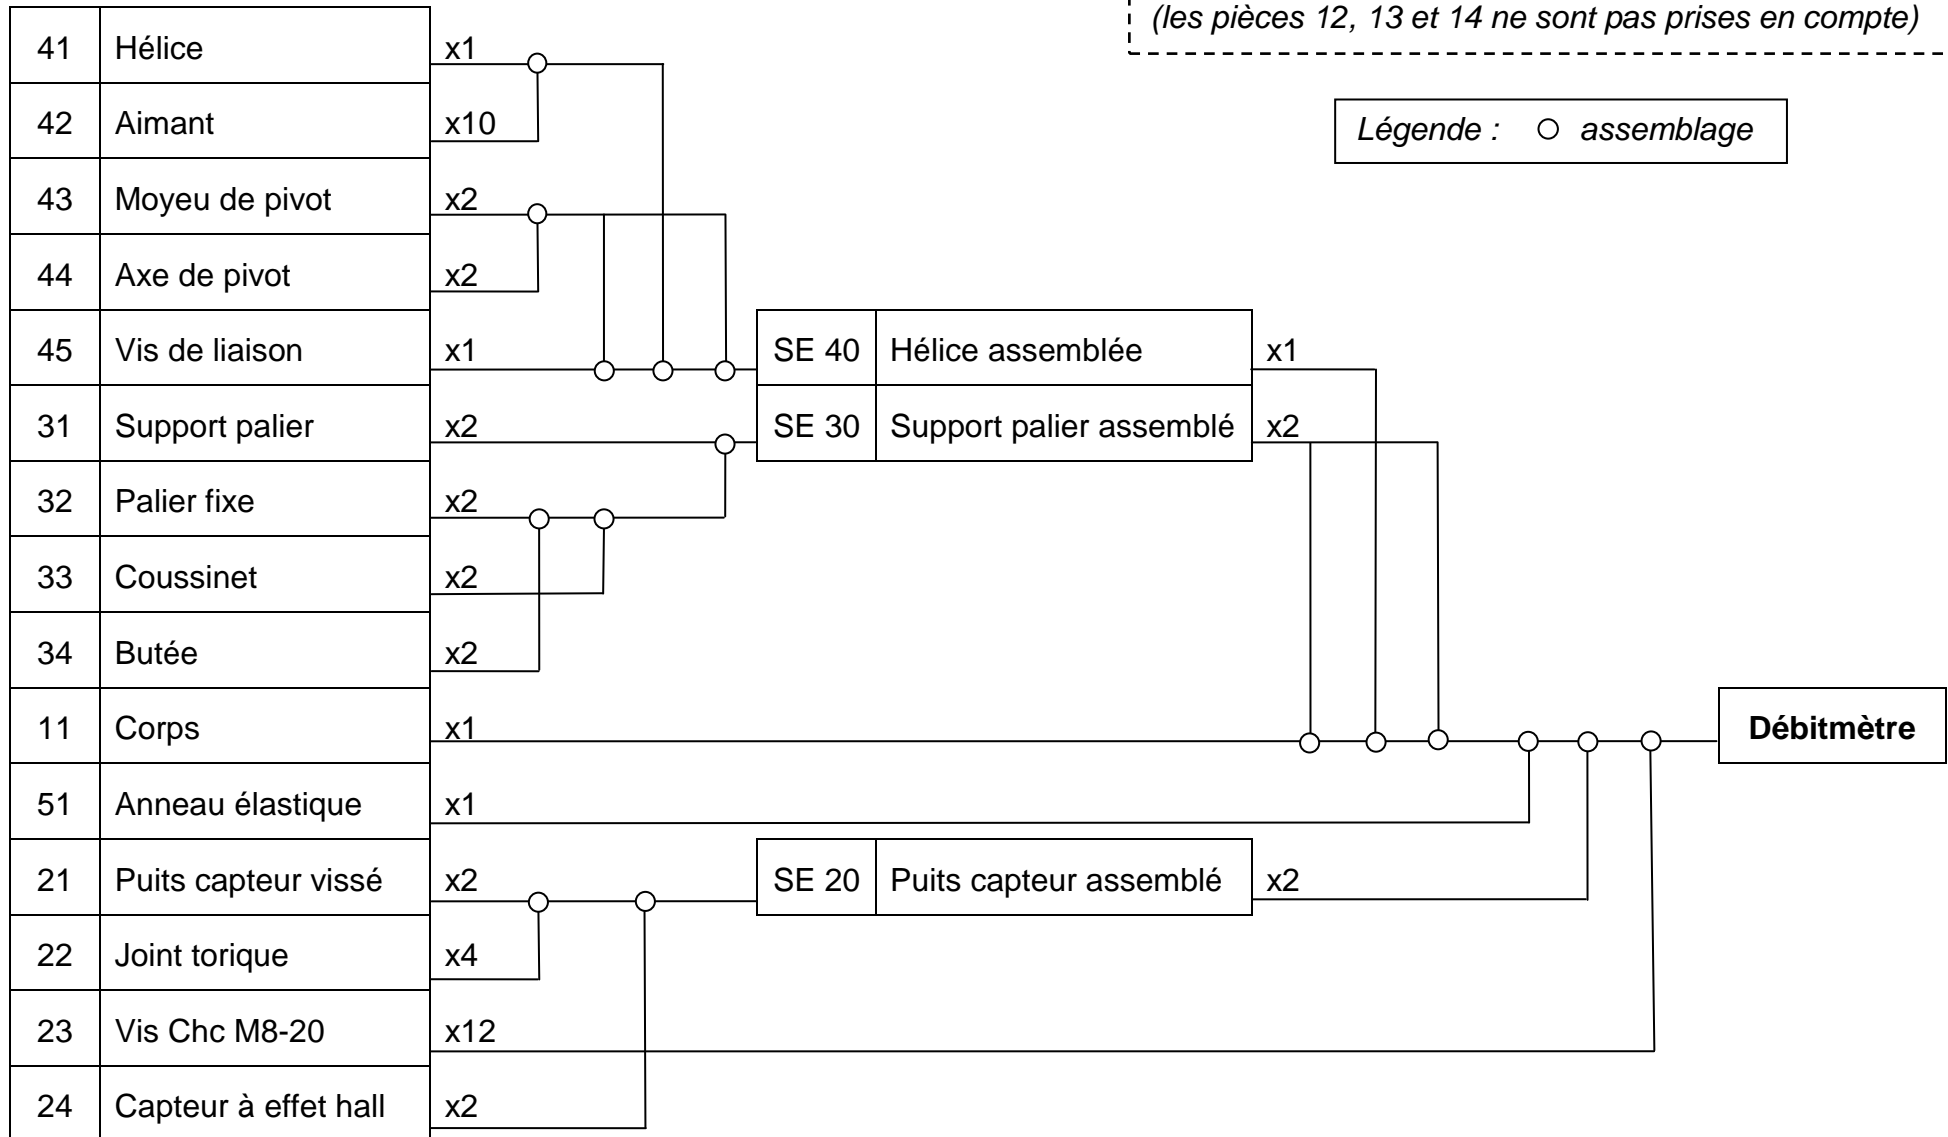 (les pièces 12, 13 et 14 ne sont pas prises en compte)
Légende : assemblage
41 Hélice x1
42 Aimant x10
43 Moyeu de pivot x2
44 Axe de pivot x2
45 Vis de liaison x1 SE 40 Hélice assemblée x1
31 Support palier x2 SE 30 Support palier assemblé x2
32 Palier fixe x2
33 Coussinet x2
34 Butée x2
11 Corps x1 Débitmètre
51 Anneau élastique x1
21 Puits capteur vissé x2 SE 20 Puits capteur assemblé x2
22 Joint torique x4
23 Vis Chc M8-20 x12
24 Capteur à effet hall x2